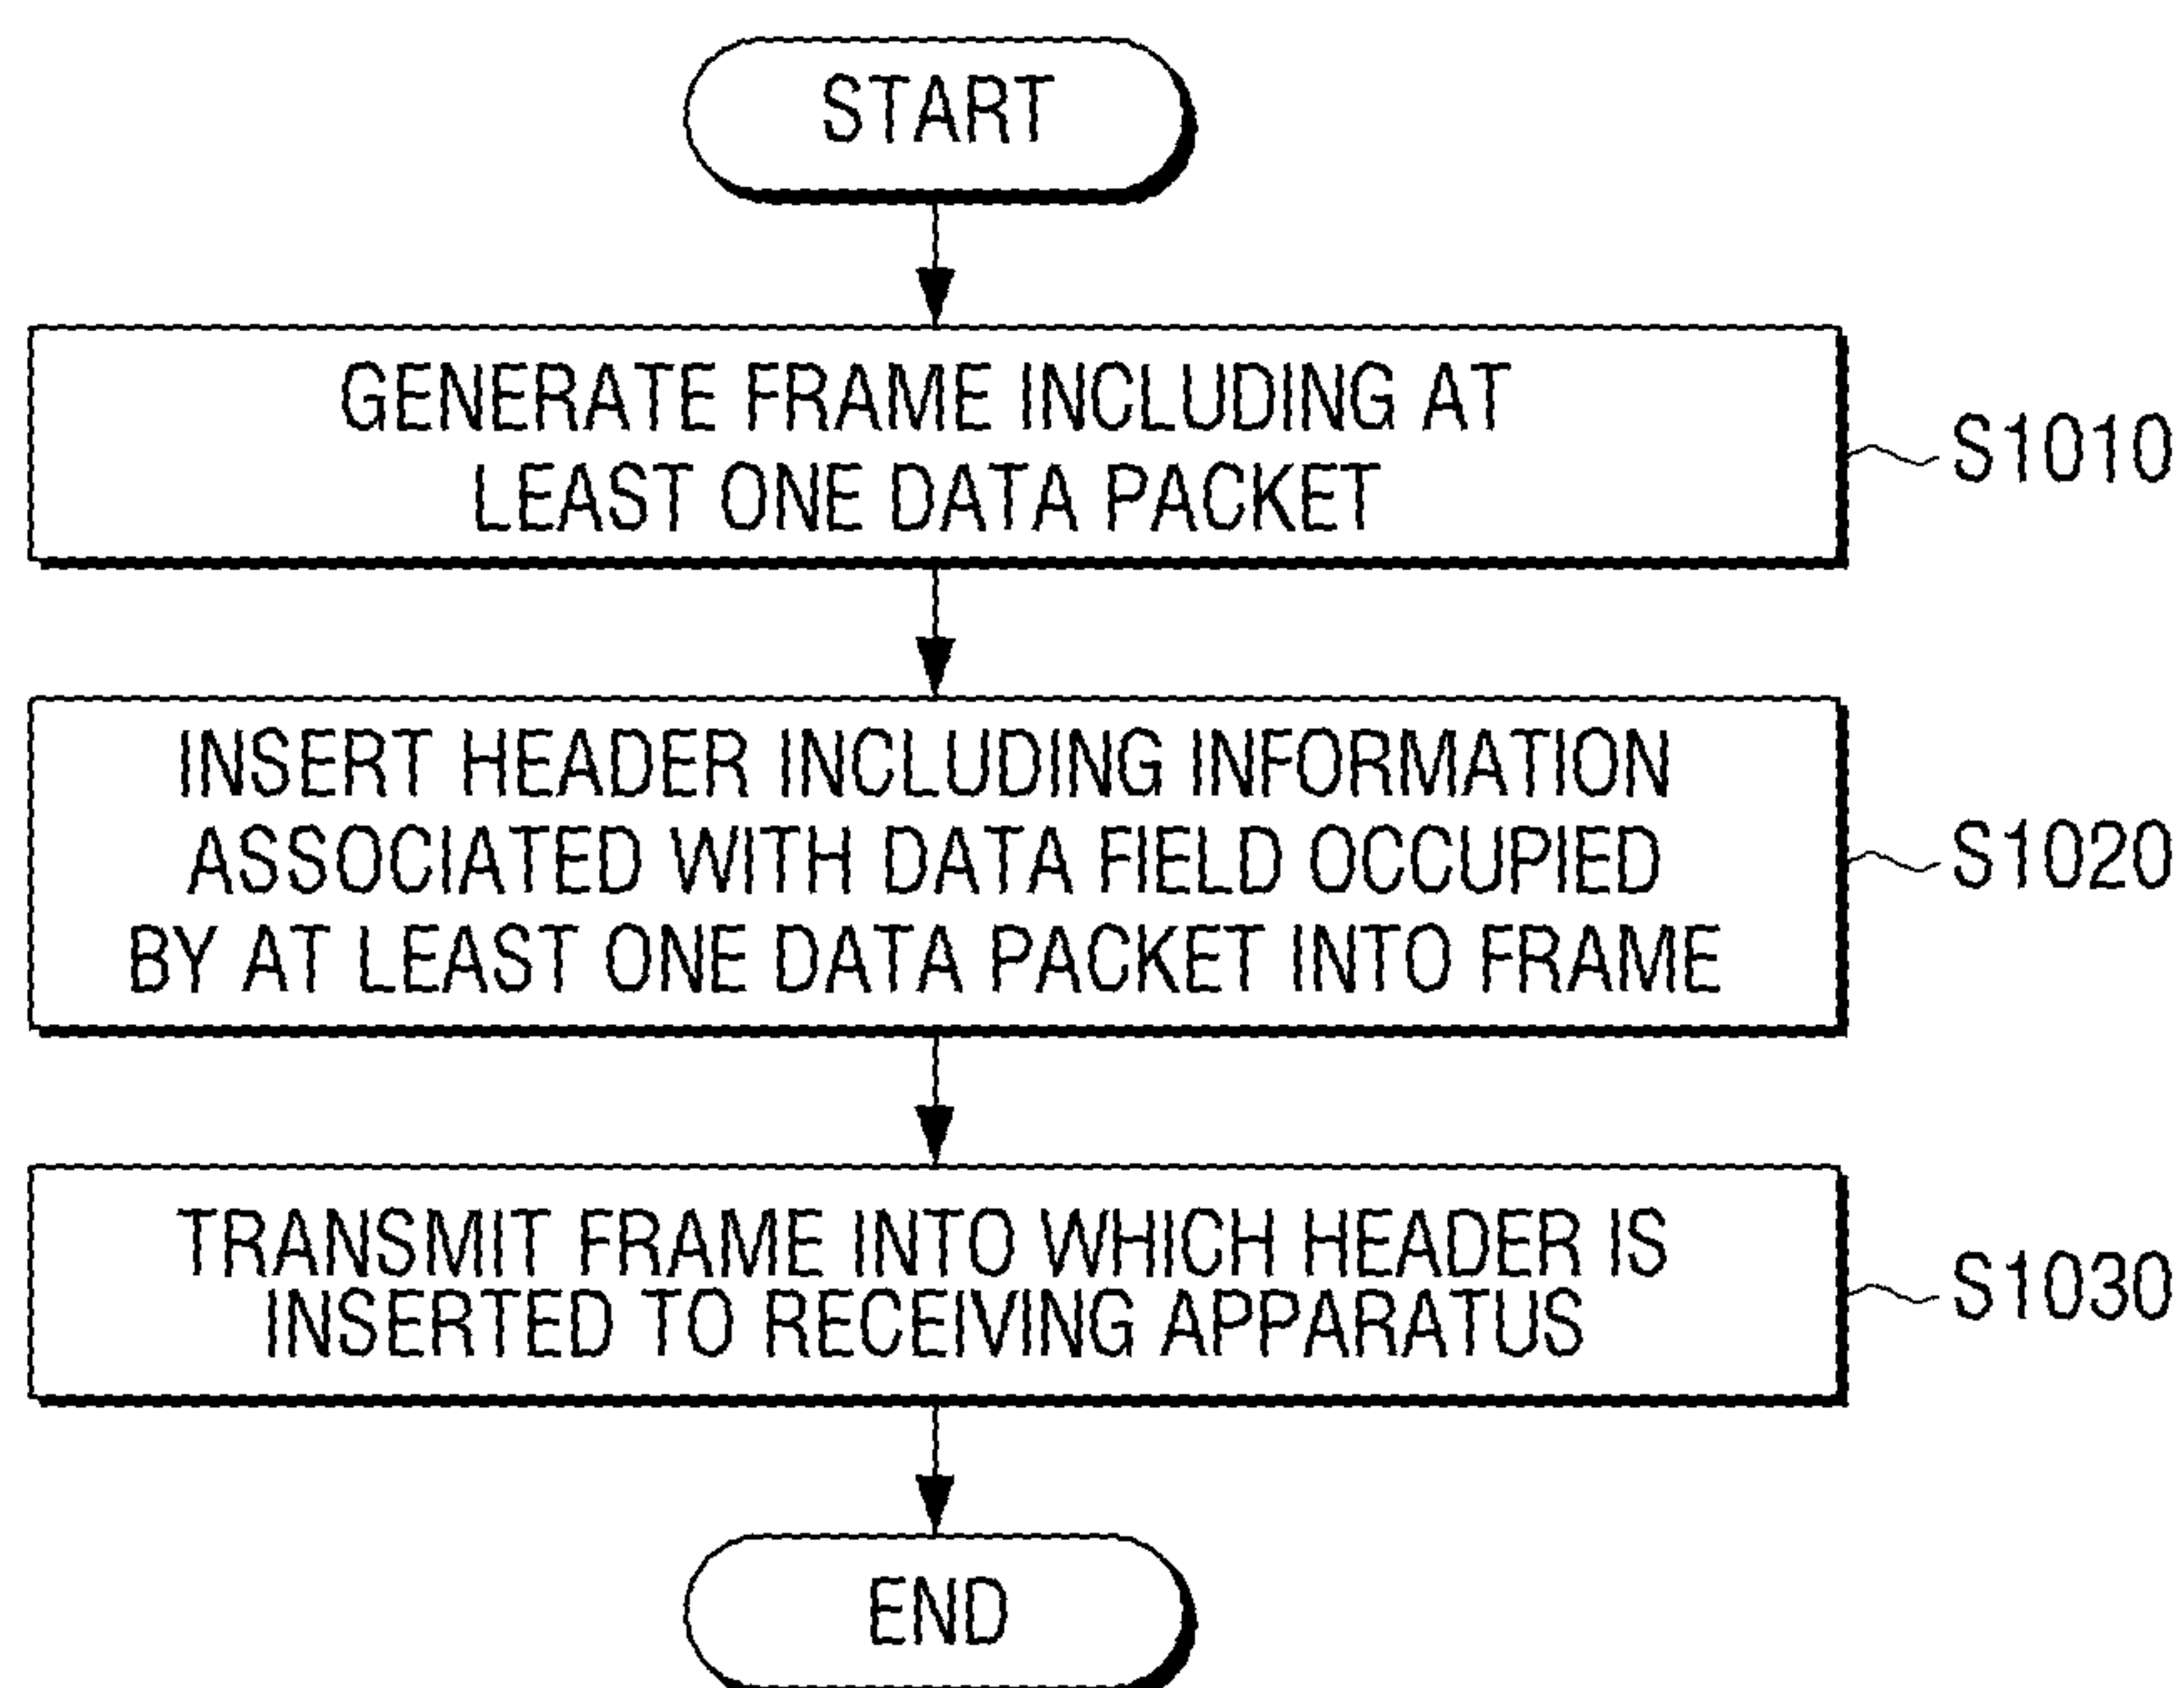 START
GENERATE FRAME INCLUDING AT
LEAST ONE DATA PACKET
S1010
INSERT HEADER INCLUDING INFORMATION
ASSOCIATED WITH DATA FIELD OCCUPIED
BY AT LEAST ONE DATA PACKET INTO FRAME
S1020
TRANSMIT FRAME INTO WHICH HEADER IS
INSERTED TO RECEIVING APPARATUS
S1030
END